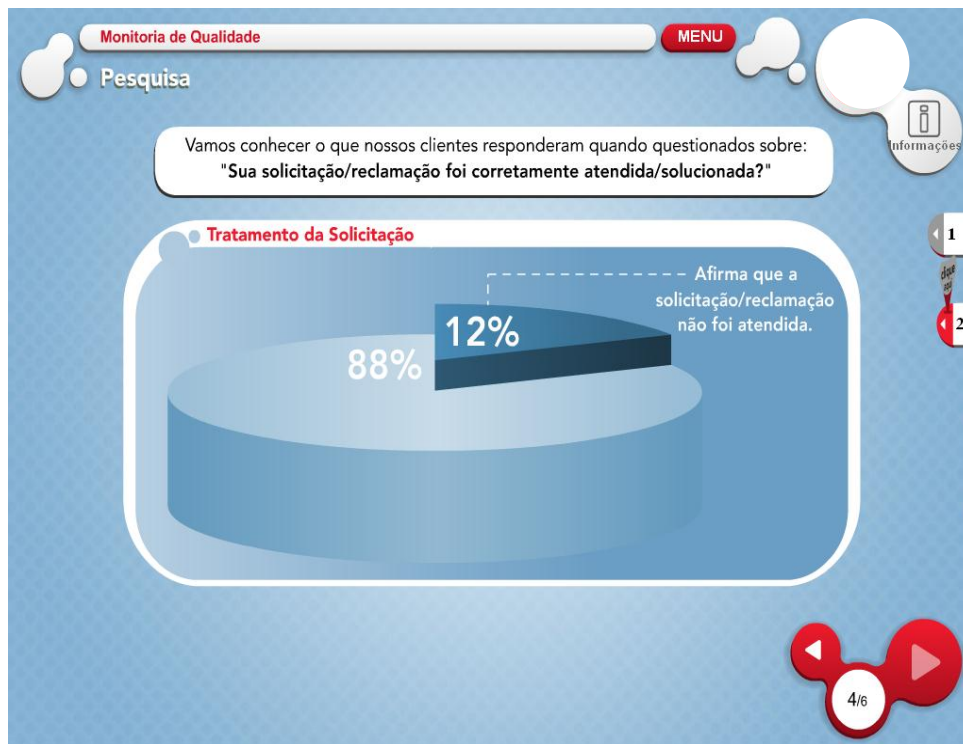 Monitoria de Qualidade
MENU
Pesquisa
Informações
Vamos conhecer o que nossos clientes responderam quando questionados sobre:
"Sua solicitação/reclamação foi corretamente atendida/solucionada?"
1
clique
aqui
2
Tratamento da Solicitação
Afirma que a
solicitação/reclamação
não foi atendida.
12%
88%
4/6